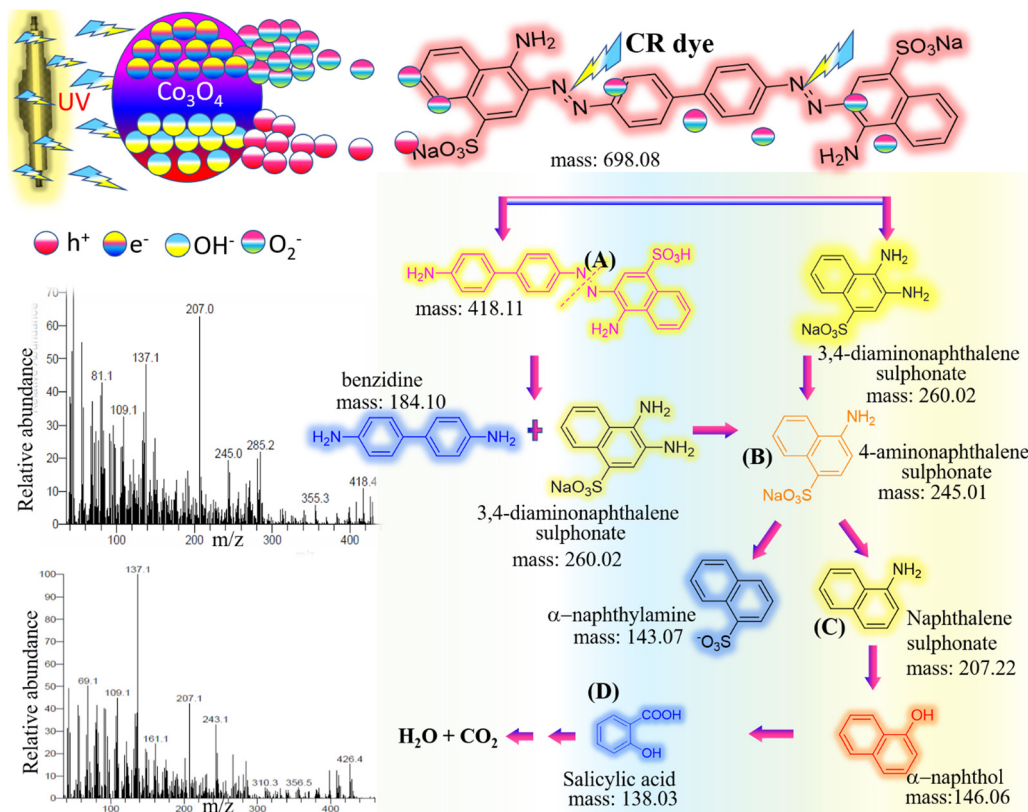 UV
Co3O4
h+
e-
OH-
O2-
CR dye
NH2
SO3Na
N
N
N
N
NaO3S
H2N
mass: 698.08
(A)
SO3H
H2N
N
N
H2N
mass: 418.11
NH2
NH2
NaO3S
3,4-diaminonaphthalene
sulphonate
mass: 260.02
benzidine
mass: 184.10
H2N
NH2
+
NH2
NH2
NaO3S
3,4-diaminonaphthalene
sulphonate
mass: 260.02
(B)
NH2
NaO3S
4-aminonaphthalene
sulphonate
mass: 245.01
α−naphthylamine
mass: 143.07
-O3S
(C)
NH2
Naphthalene
sulphonate
mass: 207.22
OH
α−naphthol
mass:146.06
(D)
COOH
OH
Salicylic acid
mass: 138.03
H2O + CO2
Relative abundance
70
60
50
40
30
20
10
0
207.0
137.1
81.1
109.1
245.0
285.2
355.3
418.4
100
200
300
400
m/z
Relative abundance
100
90
80
70
60
50
40
30
20
10
0
137.1
69.1
109.1
207.1
161.1
243.1
310.3
356.5
426.4
100
200
300
400
m/z